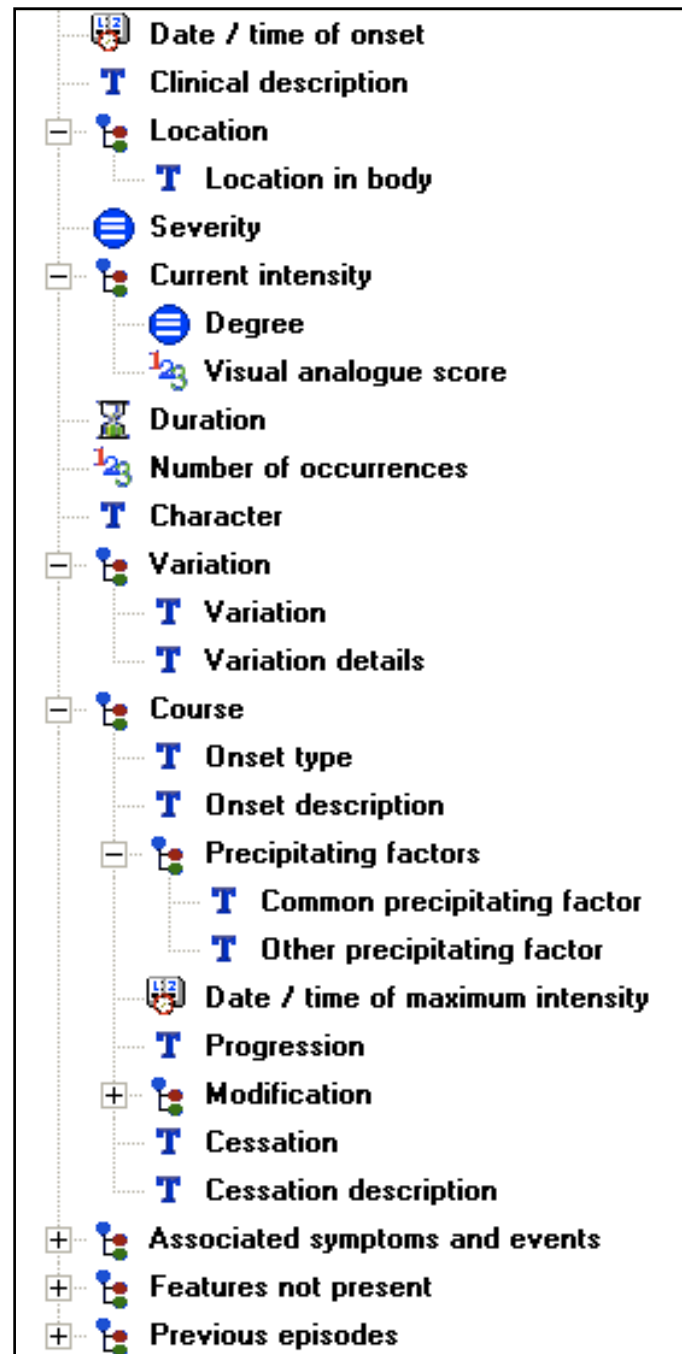 Date / time of onset
Clinical description
Location
Location in body
Severity
Current intensity
Degree
Visual analogue score
Duration
Number of occurrences
Character
Variation
Variation
Variation details
Course
Onset type
Onset description
Precipitating factors
Common precipitating factor
Other precipitating factor
Date / time of maximum intensity
Progression
Modification
Cessation
Cessation description
Associated symptoms and events
Features not present
Previous episodes